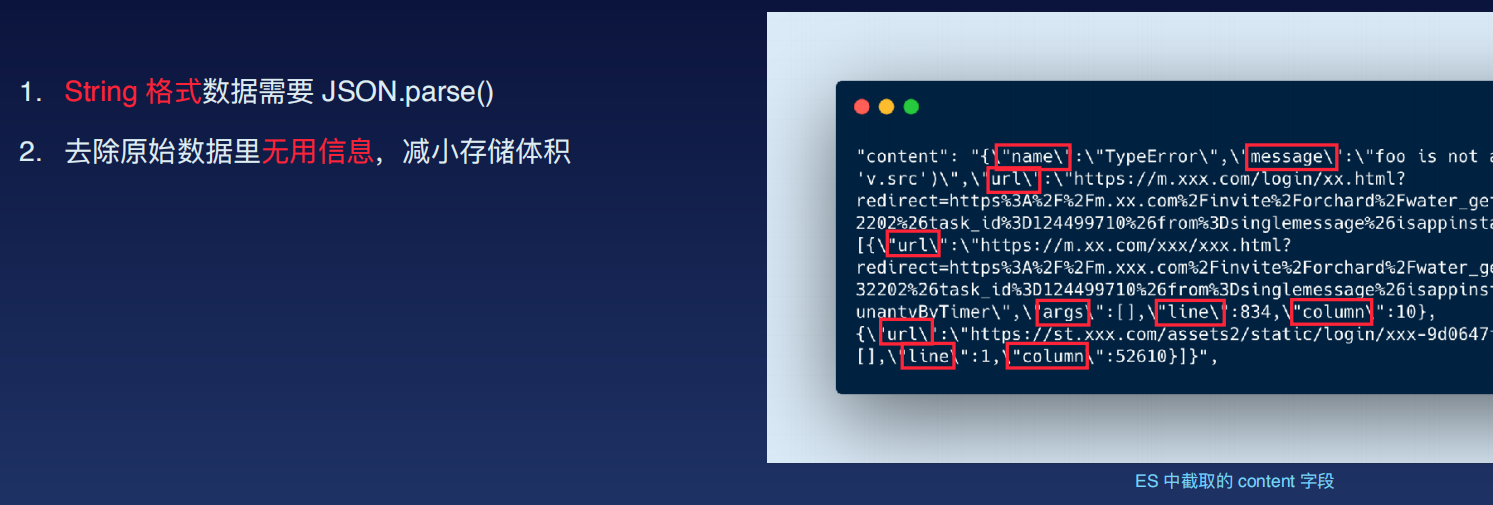 1. String 格式数据需要 JSON.parse()
2. 去除原始数据里无用信息，减小存储体积
"content": "{\"name\":\"TypeError\",\"message\":\"foo is not a
'v.src')\",\"url\":\"https://m.xxx.com/login/xx.html?
redirect=https%3A%2F%2Fm.xx.com%2Finvite%2Forchard%2Fwater_get
2202%26task_id%3D124499710%26from%3Dsinglemessage%26isappinsta
[{\"url\":\"https://m.xx.com/xxx/xxx.html?
redirect=https%3A%2F%2Fm.xxx.com%2Finvite%2Forchard%2Fwater_ge
32202%26task_id%3D124499710%26from%3Dsinglemessage%26isappinst
unantyByTimer\",\"args\":[],\"line\":834,\"column\":10},
{\"url\":\"https://st.xxx.com/assets2/static/login/xxx-9d0647
[],\"line\":1,\"column\":52610}]}",
ES 中截取的 content 字段